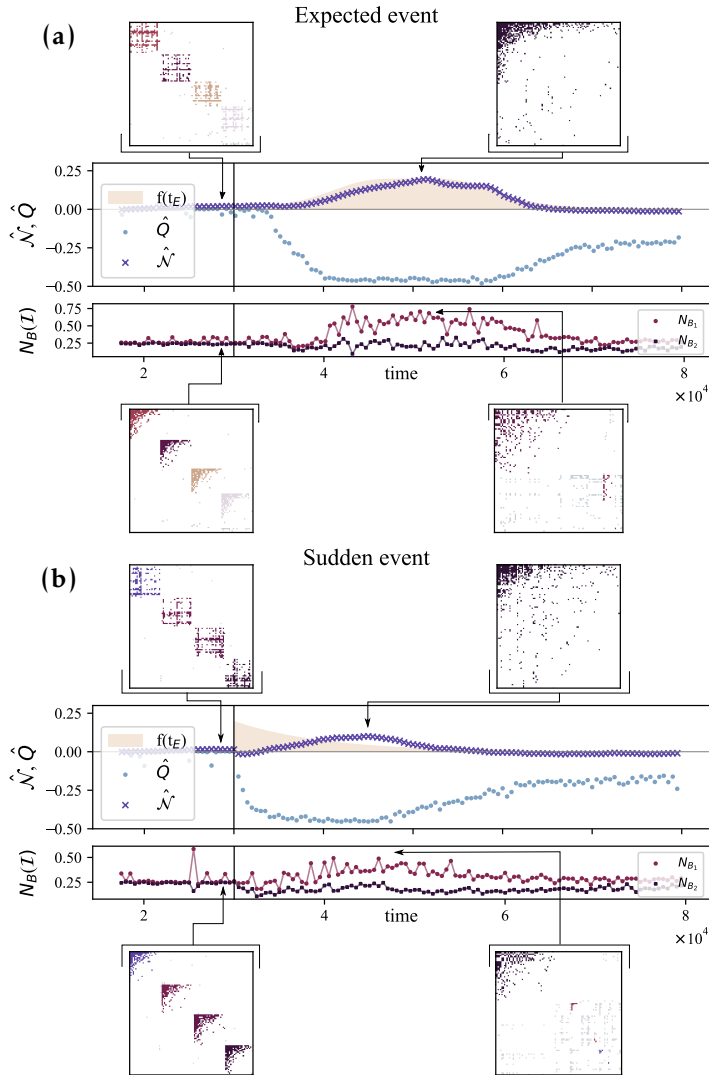 (a)
Expected event
0.25
0.00
−0.25
−0.50
N̂, Q̂
f(t_E)
Q̂
N̂
0.75
0.50
0.25
N_B(I)
N_B₁
N_B₂
2
4
time
6
8
×10⁴
(b)
Sudden event
0.25
0.00
−0.25
−0.50
N̂, Q̂
f(t_E)
Q̂
N̂
0.50
0.25
N_B(I)
N_B₁
N_B₂
2
4
time
6
8
×10⁴